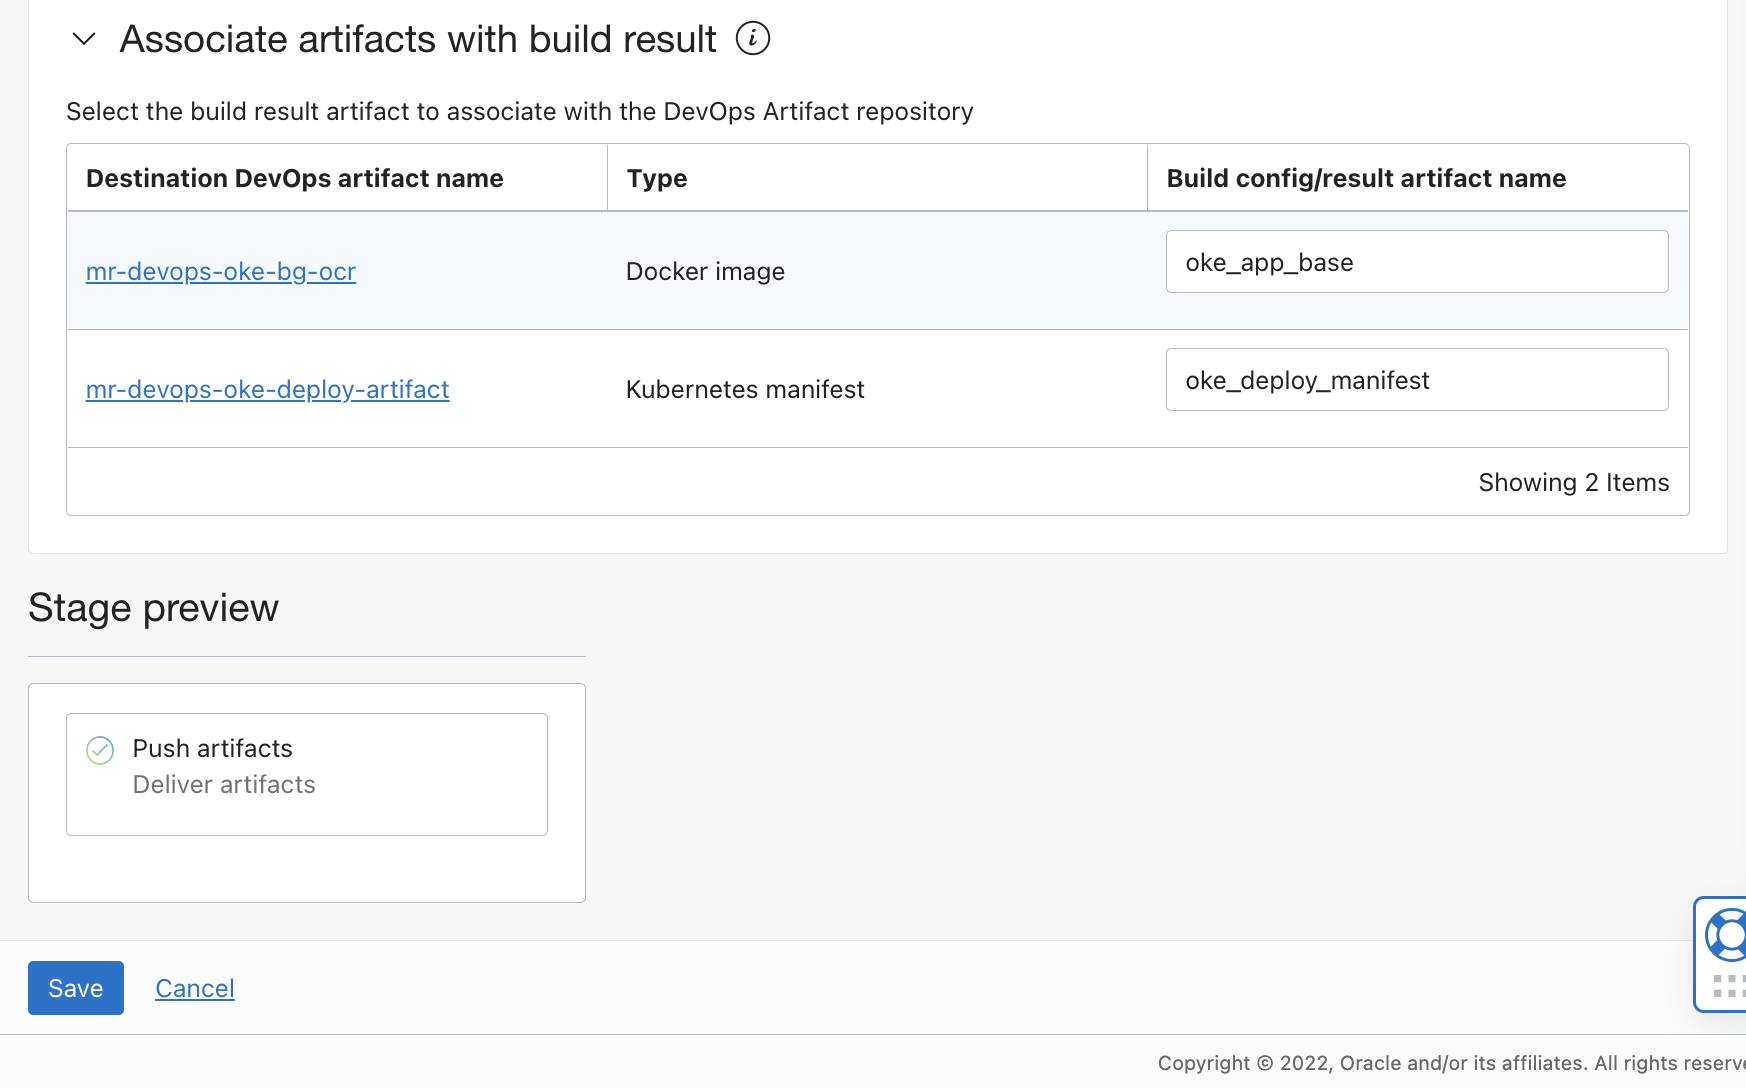 Associate artifacts with build result
Select the build result artifact to associate with the DevOps Artifact repository
Destination DevOps artifact name
Type
Build config/result artifact name
mr-devops-oke-bg-ocr
Docker image
oke_app_base
mr-devops-oke-deploy-artifact
Kubernetes manifest
oke_deploy_manifest
Showing 2 Items
Stage preview
Push artifacts
Deliver artifacts
Save
Cancel
Copyright © 2022, Oracle and/or its affiliates. All rights reserve